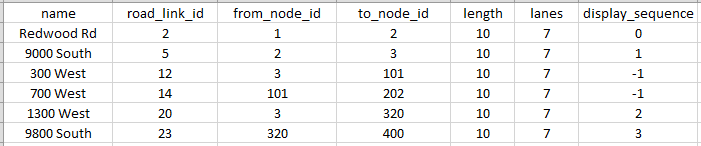 name road_link_id from_node_id to_node_id length lanes display_sequence
Redwood Rd 2 1 2 10 7 0
9000 South 5 2 3 10 7 1
300 West 12 3 101 10 7 -1
700 West 14 101 202 10 7 -1
1300 West 20 3 320 10 7 2
9800 South 23 320 400 10 7 3